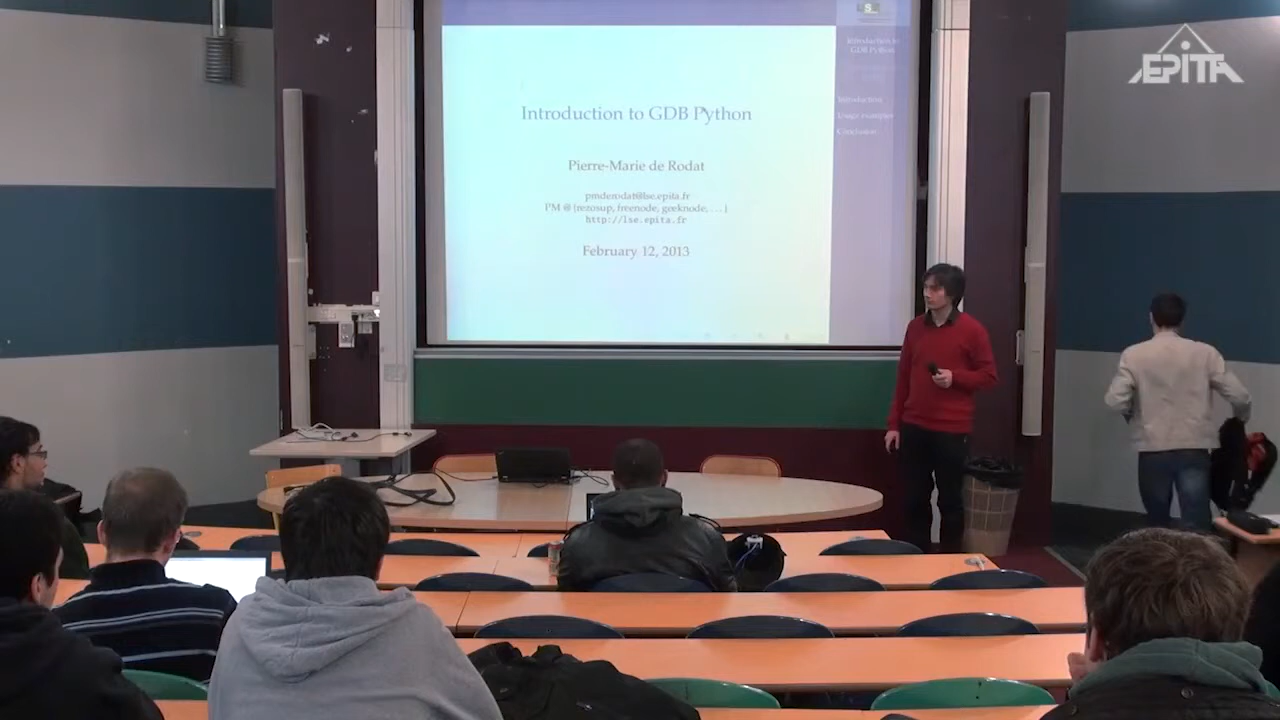 Introduction to
GDB Python
Introduction
Usage examples
Conclusion
Introduction to GDB Python
Pierre-Marie de Rodat
pmderodat@lse.epita.fr
PM @ {rezosup, freenode, geeknode, . . . }
http://lse.epita.fr
February 12, 2013
EPITA